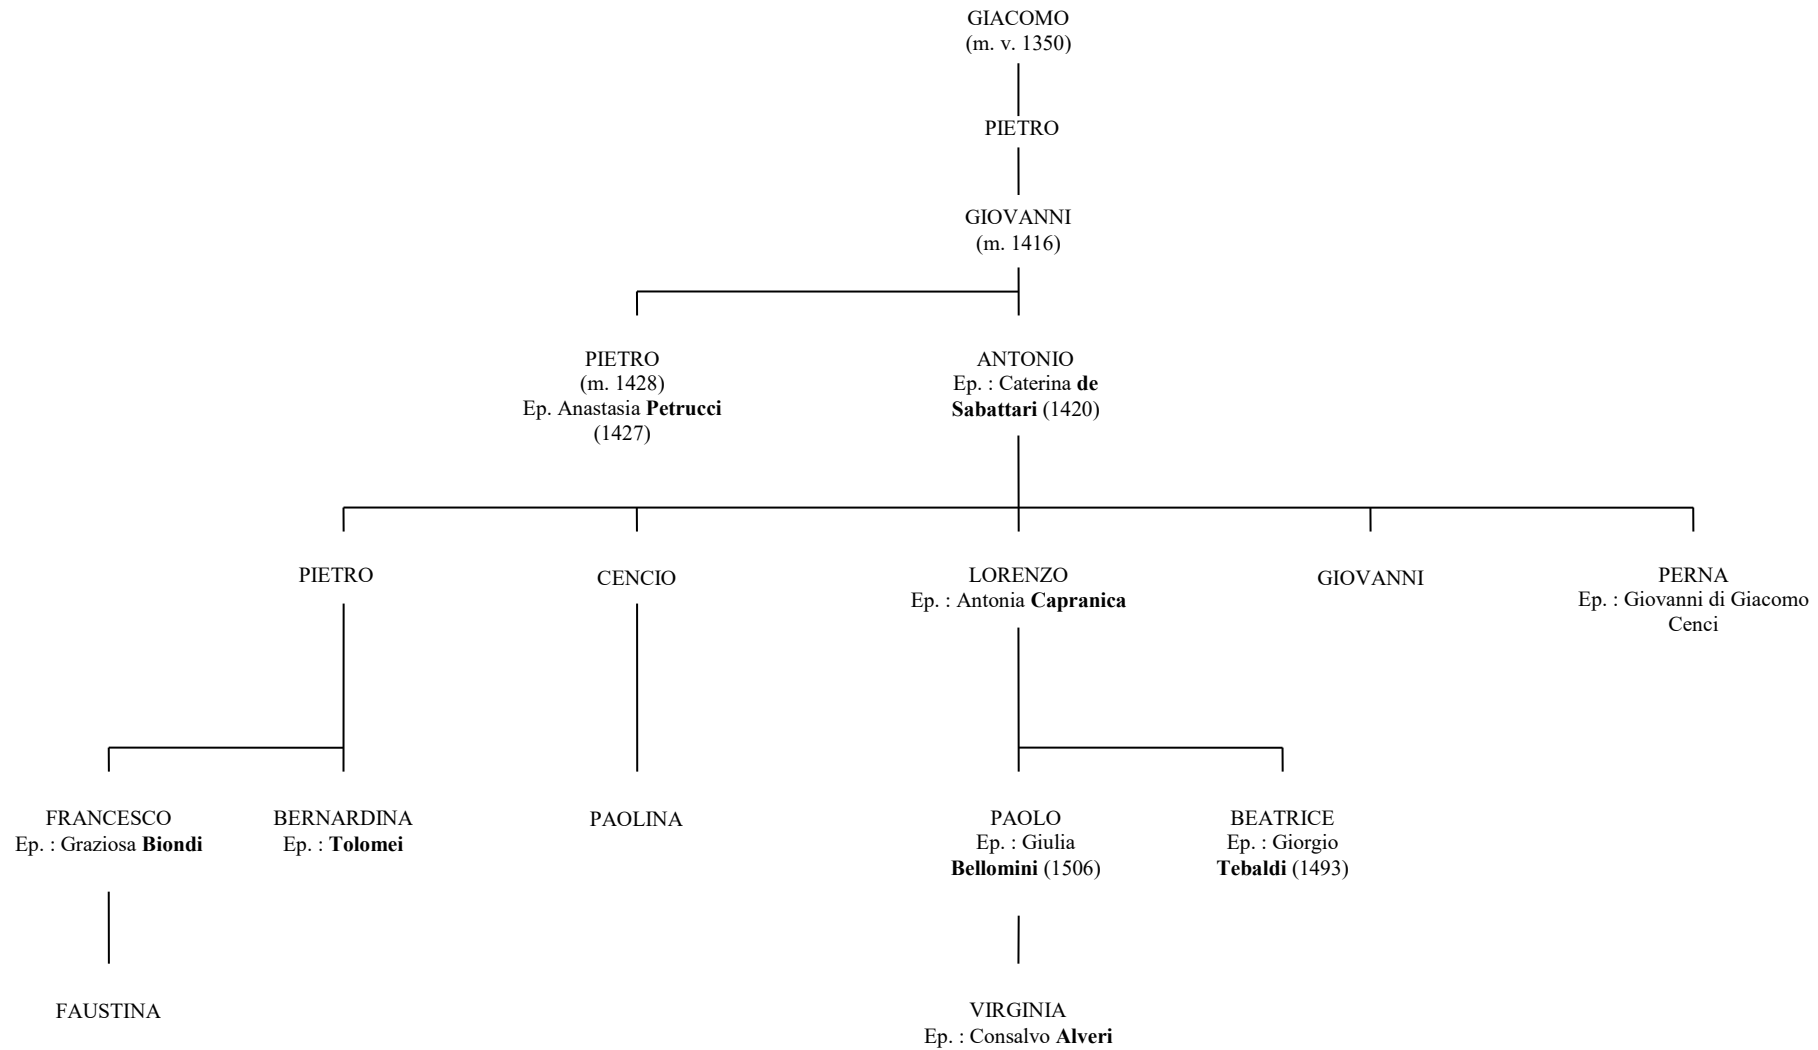 GIACOMO
(m. v. 1350)
PIETRO
GIOVANNI
(m. 1416)
PIETRO
(m. 1428)
Ep. Anastasia Petrucci
(1427)
ANTONIO
Ep. : Caterina de
Sabattari (1420)
PIETRO
CENCIO
LORENZO
Ep. : Antonia Capranica
GIOVANNI
PERNA
Ep. : Giovanni di Giacomo
Cenci
FRANCESCO
Ep. : Graziosa Biondi
BERNARDINA
Ep. : Tolomei
PAOLINA
PAOLO
Ep. : Giulia
Bellomini (1506)
BEATRICE
Ep. : Giorgio
Tebaldi (1493)
FAUSTINA
VIRGINIA
Ep. : Consalvo Alveri